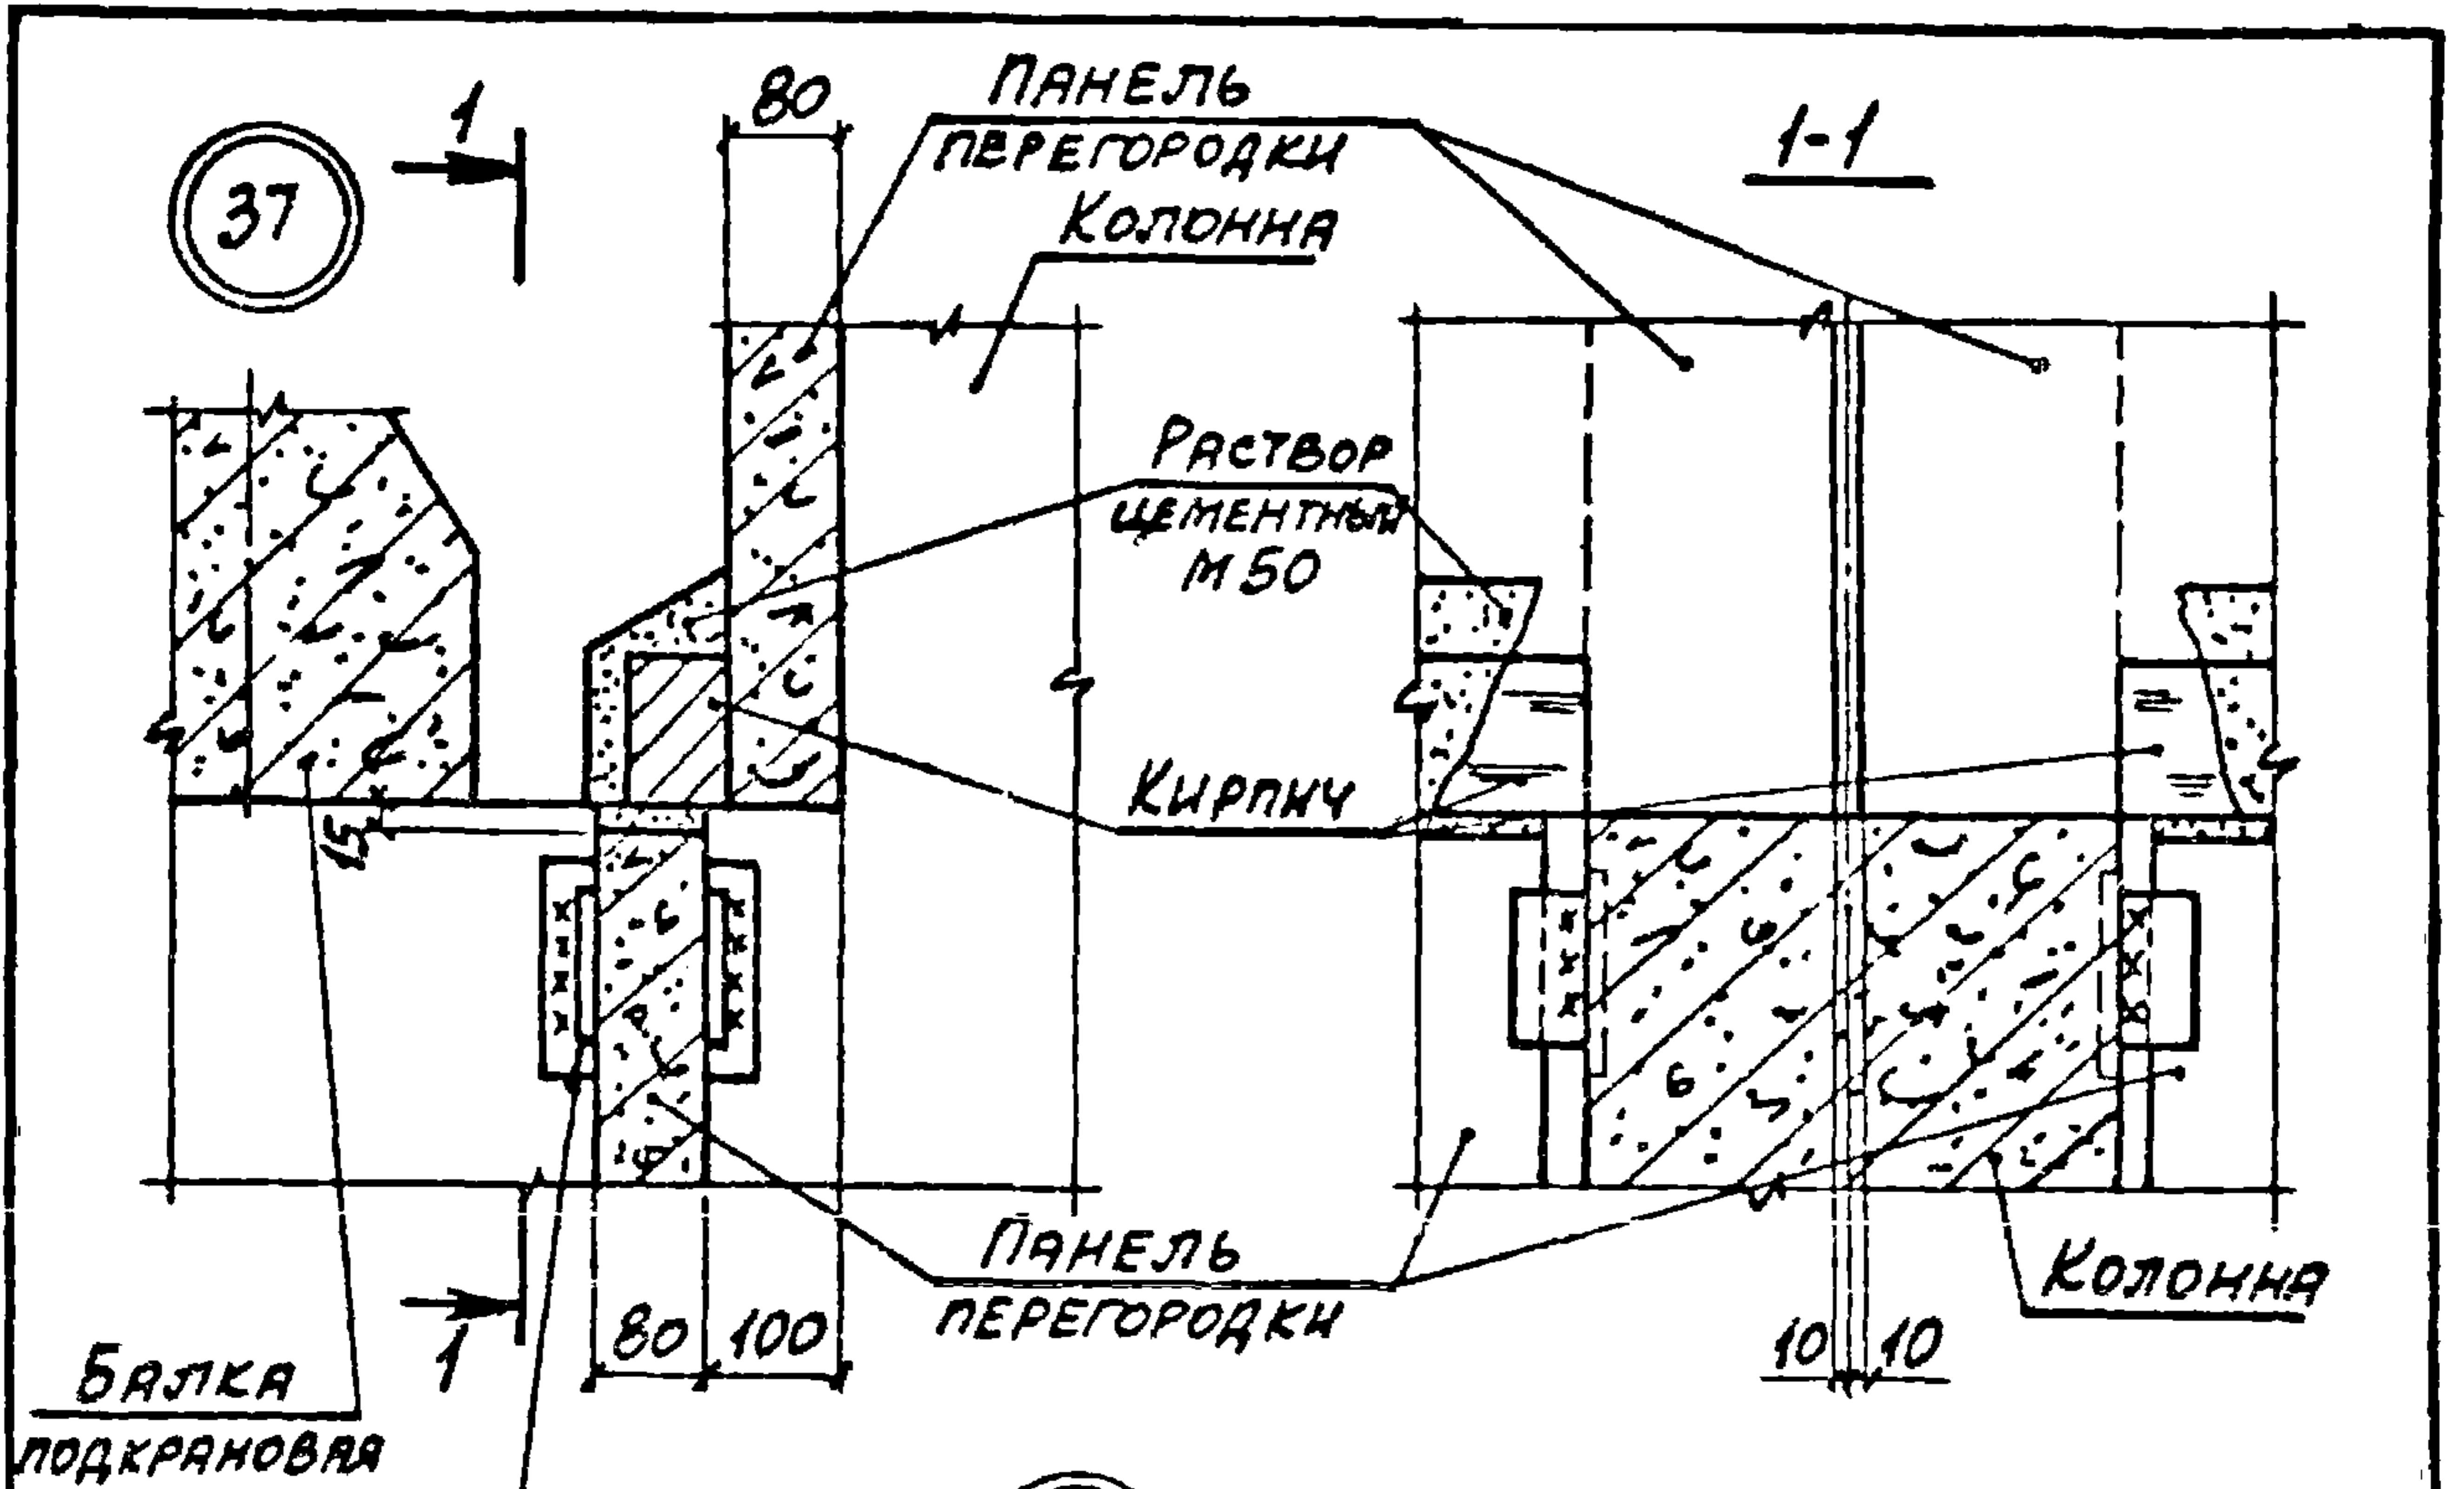 37
1
80
ПАНЕЛЬ
ПЕРЕГОРОДКИ
КОЛОННА
1-1
РАСТВОР
ЦЕМЕНТНЫЙ
М 50
КИРПИЧ
15
ПАНЕЛЬ
ПЕРЕГОРОДКИ
КОЛОННА
80 100
10 10
1
БАЛКА
ПОДКРАНОВАЯ